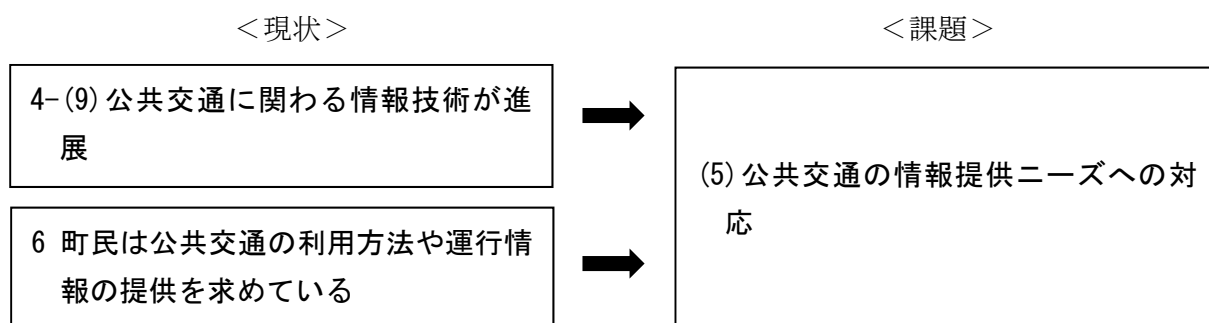 ＜現状＞
＜課題＞
4-(9)公共交通に関わる情報技術が進
展
6 町民は公共交通の利用方法や運行情
報の提供を求めている
(5)公共交通の情報提供ニーズへの対
応